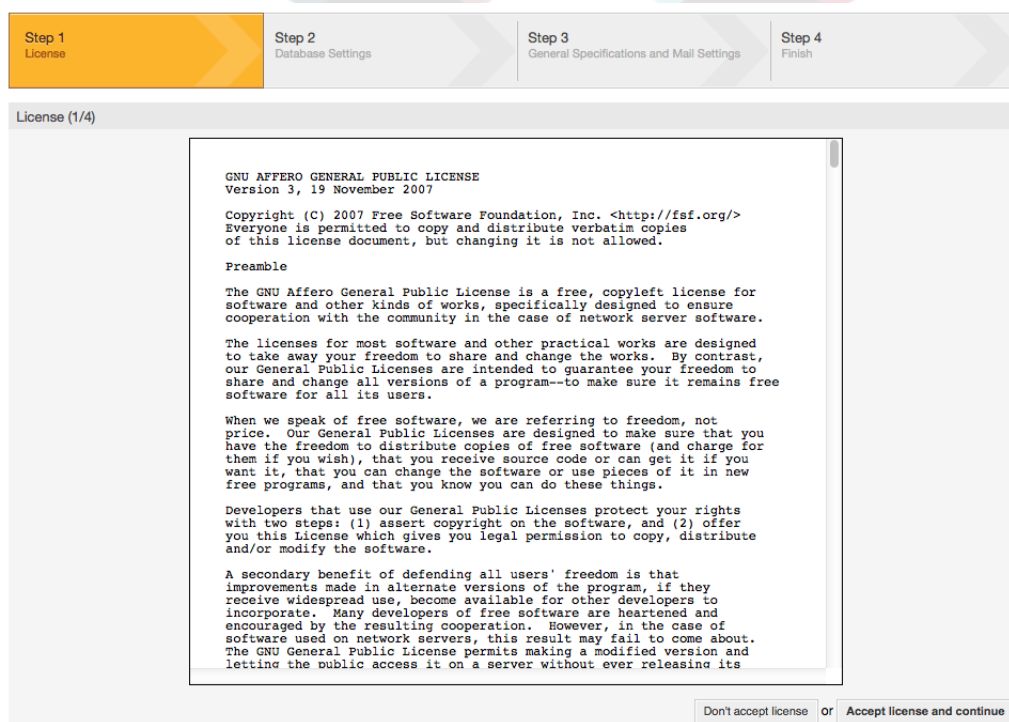 Step 1
License
Step 2
Database Settings
Step 3
General Specifications and Mail Settings
Step 4
Finish
License (1/4)
GNU AFFERO GENERAL PUBLIC LICENSE
Version 3, 19 November 2007
Copyright (C) 2007 Free Software Foundation, Inc. <http://fsf.org/>
Everyone is permitted to copy and distribute verbatim copies
of this license document, but changing it is not allowed.
Preamble
The GNU Affero General Public License is a free, copyleft license for
software and other kinds of works, specifically designed to ensure
cooperation with the community in the case of network server software.
The licenses for most software and other practical works are designed
to take away your freedom to share and change the works.  By contrast,
our General Public Licenses are intended to guarantee your freedom to
share and change all versions of a program--to make sure it remains free
software for all its users.
When we speak of free software, we are referring to freedom, not
price.  Our General Public Licenses are designed to make sure that you
have the freedom to distribute copies of free software (and charge for
them if you wish), that you receive source code or can get it if you
want it, that you can change the software or use pieces of it in new
free programs, and that you know you can do these things.
Developers that use our General Public Licenses protect your rights
with two steps: (1) assert copyright on the software, and (2) offer
you this License which gives you legal permission to copy, distribute
and/or modify the software.
A secondary benefit of defending all users' freedom is that
improvements made in alternate versions of the program, if they
receive widespread use, become available for other developers to
incorporate.  Many developers of free software are heartened and
encouraged by the resulting cooperation.  However, in the case of
software used on network servers, this result may fail to come about.
The GNU General Public License permits making a modified version and
letting the public access it on a server without ever releasing its
Don't accept license or Accept license and continue